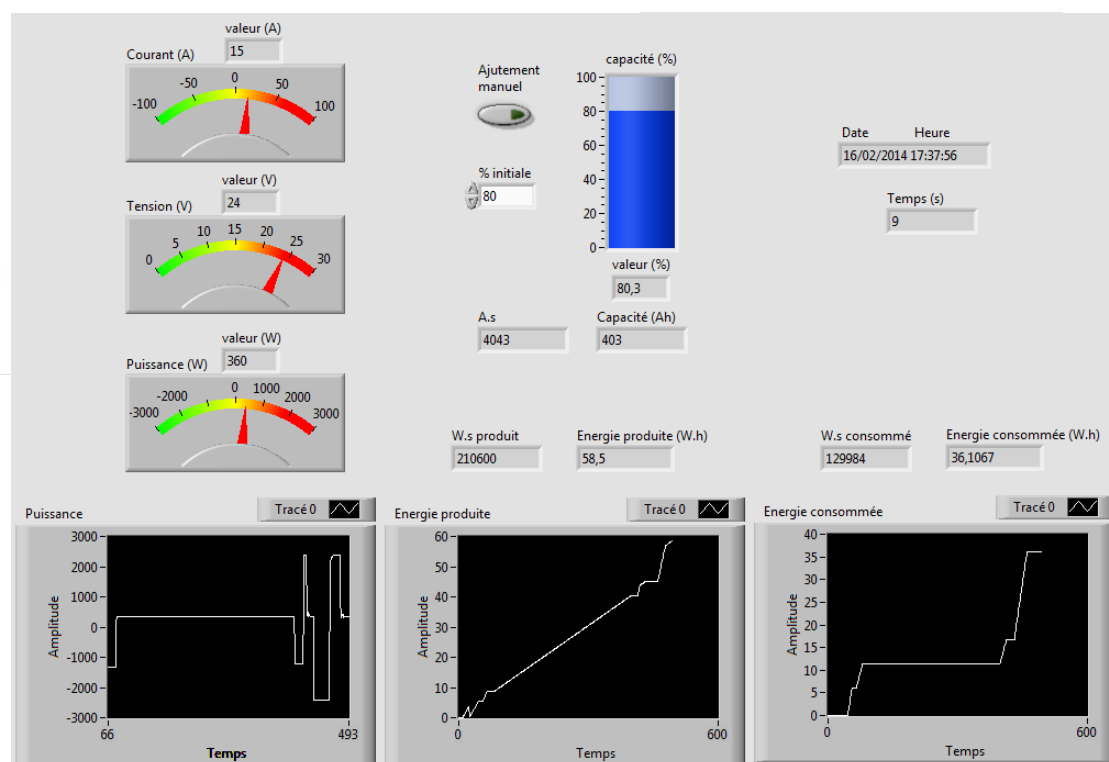 valeur (A)
Courant (A)
15
-100 -50 0 50 100
valeur (V)
Tension (V)
24
0 5 10 15 20 25 30
valeur (W)
Puissance (W)
360
-3000 -2000 0 1000 2000 3000
Ajutement
manuel
% initiale
80
capacité (%)
100
80
60
40
20
0
valeur (%)
80,3
A.s
4043
Capacité (Ah)
403
Date Heure
16/02/2014 17:37:56
Temps (s)
9
W.s produit
210600
Energie produite (W.h)
58,5
W.s consommé
129984
Energie consommée (W.h)
36,1067
Puissance
Tracé 0
3000
2000
1000
0
-1000
-2000
-3000
Amplitude
66 493
Temps
Energie produite
Tracé 0
60
50
40
30
20
10
0
Amplitude
0 600
Temps
Energie consommée
Tracé 0
40
35
30
25
20
15
10
5
0
Amplitude
0 600
Temps